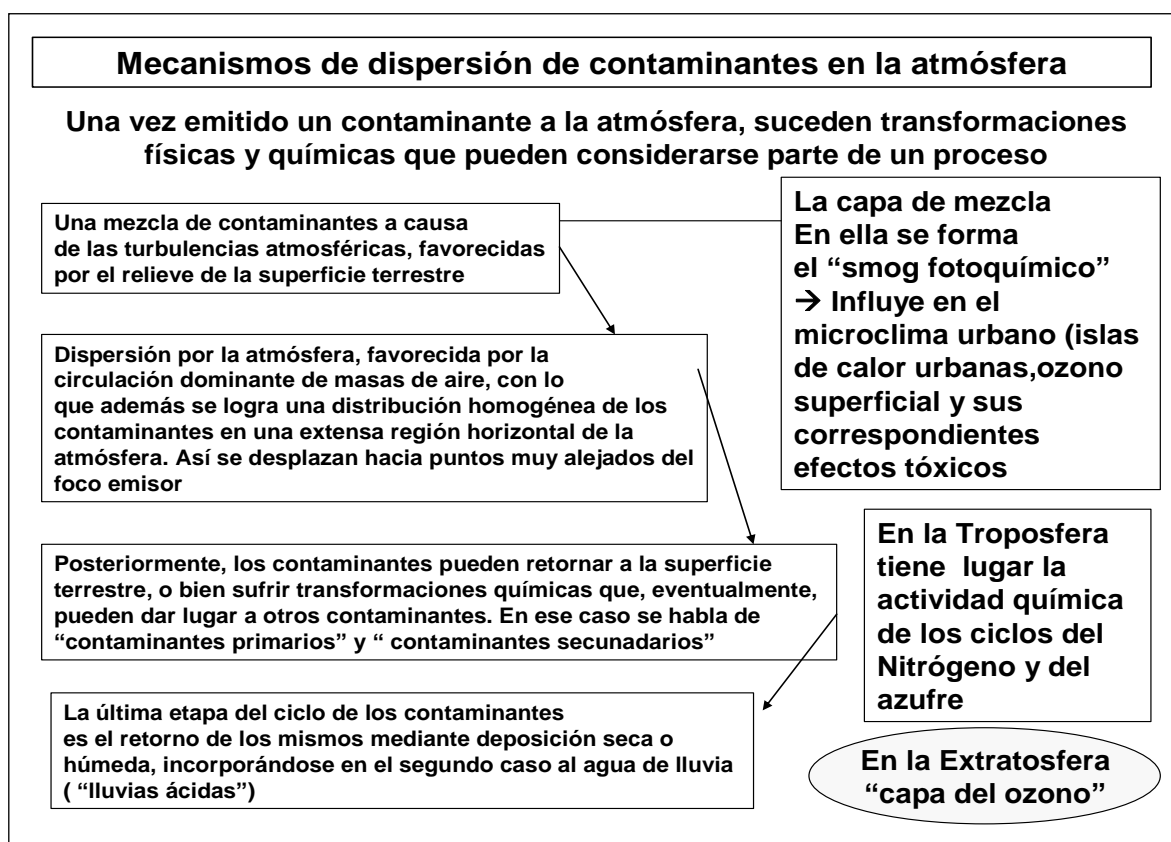 Mecanismos de dispersión de contaminantes en la atmósfera
Una vez emitido un contaminante a la atmósfera, suceden transformaciones
físicas y químicas que pueden considerarse parte de un proceso
Una mezcla de contaminantes a causa
de las turbulencias atmosféricas, favorecidas
por el relieve de la superficie terrestre
La capa de mezcla
En ella se forma
el “smog fotoquímico”
→ Influye en el
microclima urbano (islas
de calor urbanas,ozono
superficial y sus
correspondientes
efectos tóxicos
Dispersión por la atmósfera, favorecida por la
circulación dominante de masas de aire, con lo
que además se logra una distribución homogénea de los
contaminantes en una extensa región horizontal de la
atmósfera. Así se desplazan hacia puntos muy alejados del
foco emisor
Posteriormente, los contaminantes pueden retornar a la superficie
terrestre, o bien sufrir transformaciones químicas que, eventualmente,
pueden dar lugar a otros contaminantes. En ese caso se habla de
“contaminantes primarios” y “ contaminantes secunadarios”
En la Troposfera
tiene lugar la
actividad química
de los ciclos del
Nitrógeno y del
azufre
La última etapa del ciclo de los contaminantes
es el retorno de los mismos mediante deposición seca o
húmeda, incorporándose en el segundo caso al agua de lluvia
( “lluvias ácidas”)
En la Extratosfera
“capa del ozono”